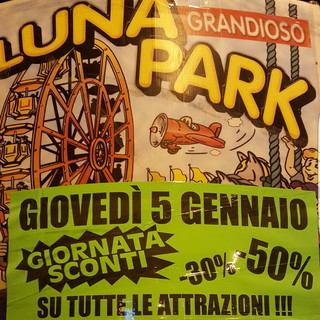 GRANDIOSO
LUNA
PARK
GIOVEDÌ 5 GENNAIO
GIORNATA
SCONTI
-30% -50%
SU TUTTE LE ATTRAZIONI !!!